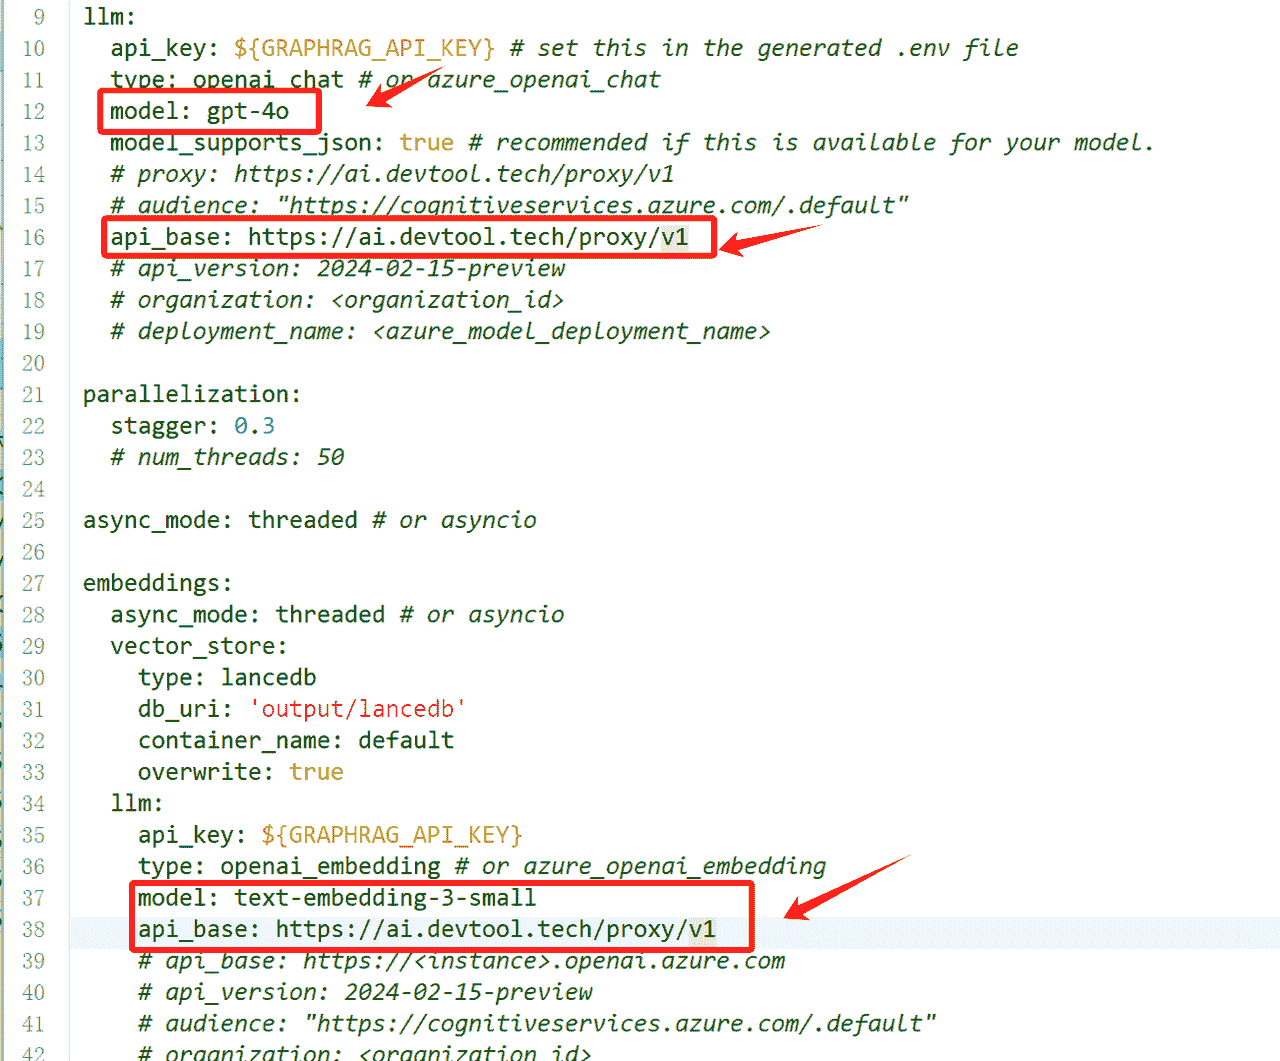 9 llm:
10 api_key: ${GRAPHRAG_API_KEY} # set this in the generated .env file
11 type: openai_chat # or azure_openai_chat
12 model: gpt-4o
13 model_supports_json: true # recommended if this is available for your model.
14 # proxy: https://ai.devtool.tech/proxy/v1
15 # audience: "https://cognitiveservices.azure.com/.default"
16 api_base: https://ai.devtool.tech/proxy/v1
17 # api_version: 2024-02-15-preview
18 # organization: <organization_id>
19 # deployment_name: <azure_model_deployment_name>
20
21 parallelization:
22 stagger: 0.3
23 # num_threads: 50
24
25 async_mode: threaded # or asyncio
26
27 embeddings:
28 async_mode: threaded # or asyncio
29 vector_store:
30 type: lancedb
31 db_uri: 'output/lancedb'
32 container_name: default
33 overwrite: true
34 llm:
35 api_key: ${GRAPHRAG_API_KEY}
36 type: openai_embedding # or azure_openai_embedding
37 model: text-embedding-3-small
38 api_base: https://ai.devtool.tech/proxy/v1
39 # api_base: https://<instance>.openai.azure.com
40 # api_version: 2024-02-15-preview
41 # audience: "https://cognitiveservices.azure.com/.default"
42 # organization: <organization_id>